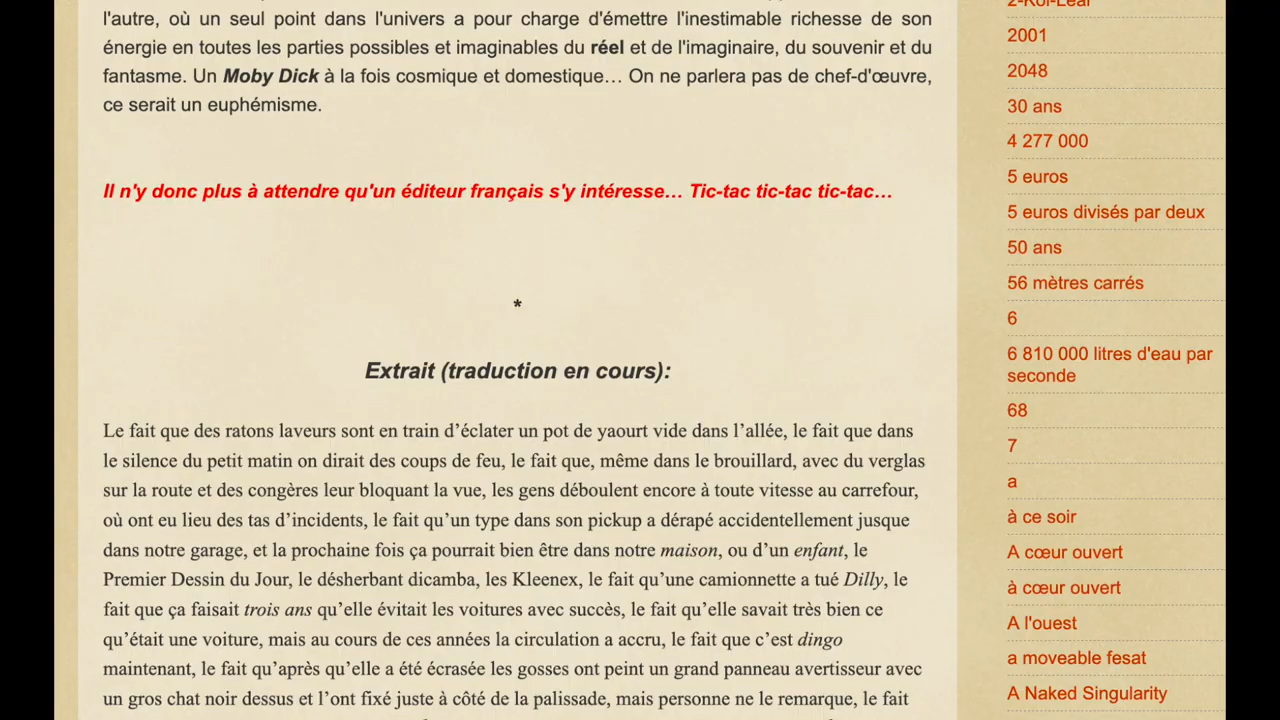 l'autre, où un seul point dans l'univers a pour charge d'émettre l'inestimable richesse de son
énergie en toutes les parties possibles et imaginables du réel et de l'imaginaire, du souvenir et du
fantasme. Un Moby Dick à la fois cosmique et domestique… On ne parlera pas de chef-d'œuvre,
ce serait un euphémisme.
Il n'y donc plus à attendre qu'un éditeur français s'y intéresse… Tic-tac tic-tac tic-tac…
*
Extrait (traduction en cours):
Le fait que des ratons laveurs sont en train d’éclater un pot de yaourt vide dans l’allée, le fait que dans
le silence du petit matin on dirait des coups de feu, le fait que, même dans le brouillard, avec du verglas
sur la route et des congères leur bloquant la vue, les gens déboulent encore à toute vitesse au carrefour,
où ont eu lieu des tas d’incidents, le fait qu’un type dans son pickup a dérapé accidentellement jusque
dans notre garage, et la prochaine fois ça pourrait bien être dans notre maison, ou d’un enfant, le
Premier Dessin du Jour, le désherbant dicamba, les Kleenex, le fait qu’une camionnette a tué Dilly, le
fait que ça faisait trois ans qu’elle évitait les voitures avec succès, le fait qu’elle savait très bien ce
qu’était une voiture, mais au cours de ces années la circulation a accru, le fait que c’est dingo
maintenant, le fait qu’après qu’elle a été écrasée les gosses ont peint un grand panneau avertisseur avec
un gros chat noir dessus et l’ont fixé juste à côté de la palissade, mais personne ne le remarque, le fait
2001
2048
30 ans
4 277 000
5 euros
5 euros divisés par deux
50 ans
56 mètres carrés
6
6 810 000 litres d'eau par
seconde
68
7
a
à ce soir
A cœur ouvert
à cœur ouvert
A l'ouest
a moveable fesat
A Naked Singularity